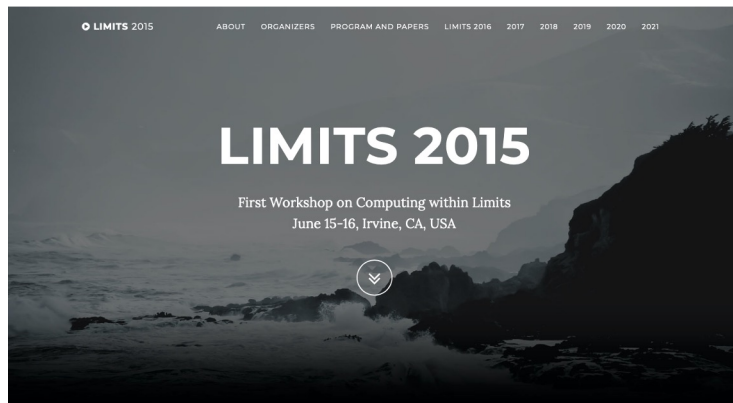 LIMITS 2015 ABOUT ORGANIZERS PROGRAM AND PAPERS LIMITS 2016 2017 2018 2019 2020 2021
LIMITS 2015
First Workshop on Computing within Limits
June 15-16, Irvine, CA, USA